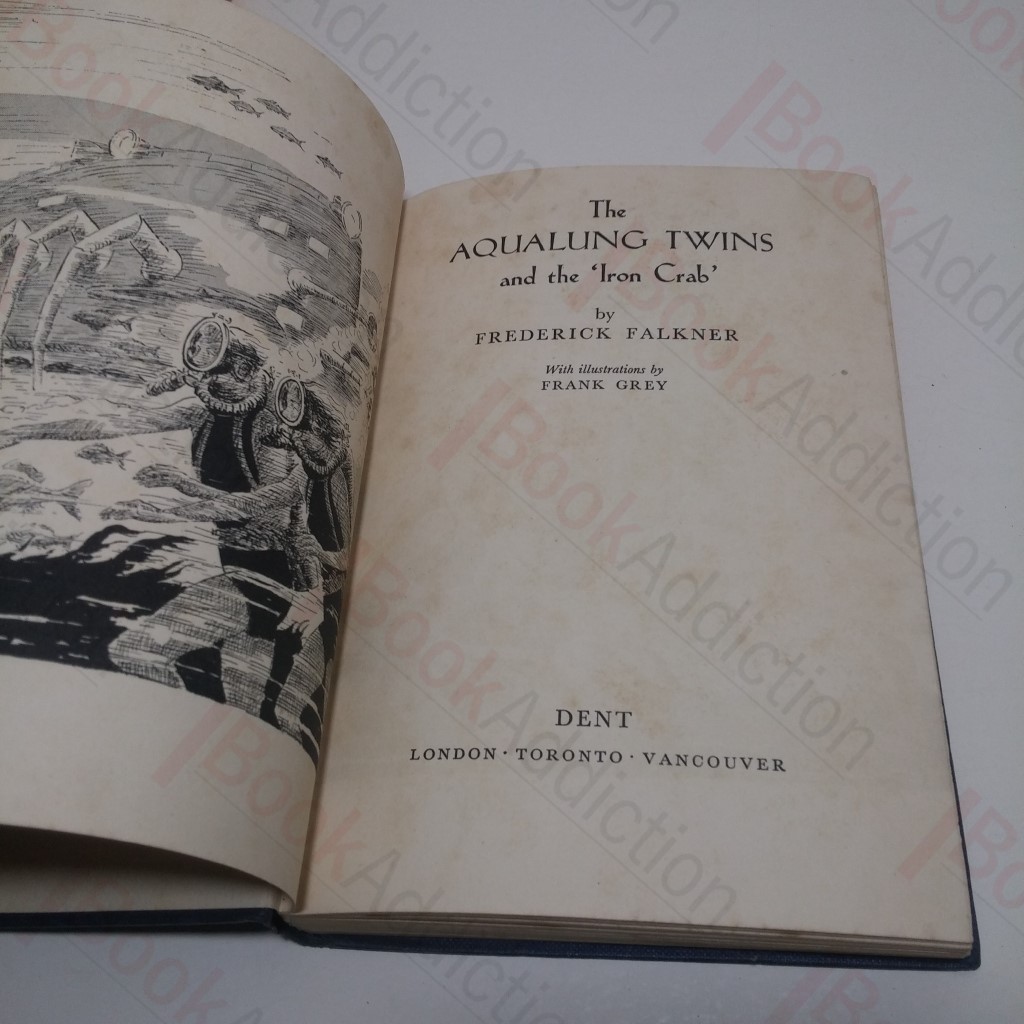 The
AQUALUNG TWINS
and the ‘Iron Crab’
by
FREDERICK FALKNER
With illustrations by
FRANK GREY
DENT
LONDON · TORONTO · VANCOUVER
BookAddiction